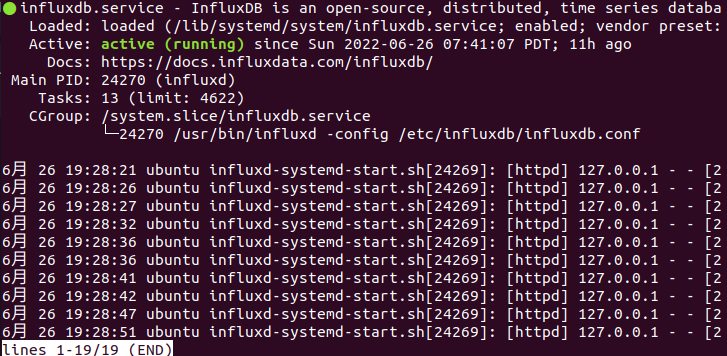 ●influxdb.service - InfluxDB is an open-source, distributed, time series databa
Loaded: loaded (/lib/systemd/system/influxdb.service; enabled; vendor preset:
Active: active (running) since Sun 2022-06-26 07:41:07 PDT; 11h ago
Docs: https://docs.influxdata.com/influxdb/
Main PID: 24270 (influxd)
Tasks: 13 (limit: 4622)
CGroup: /system.slice/influxdb.service
└─24270 /usr/bin/influxd -config /etc/influxdb/influxdb.conf
6月 26 19:28:21 ubuntu influxd-systemd-start.sh[24269]: [httpd] 127.0.0.1 - - [2
6月 26 19:28:26 ubuntu influxd-systemd-start.sh[24269]: [httpd] 127.0.0.1 - - [2
6月 26 19:28:27 ubuntu influxd-systemd-start.sh[24269]: [httpd] 127.0.0.1 - - [2
6月 26 19:28:32 ubuntu influxd-systemd-start.sh[24269]: [httpd] 127.0.0.1 - - [2
6月 26 19:28:36 ubuntu influxd-systemd-start.sh[24269]: [httpd] 127.0.0.1 - - [2
6月 26 19:28:36 ubuntu influxd-systemd-start.sh[24269]: [httpd] 127.0.0.1 - - [2
6月 26 19:28:41 ubuntu influxd-systemd-start.sh[24269]: [httpd] 127.0.0.1 - - [2
6月 26 19:28:42 ubuntu influxd-systemd-start.sh[24269]: [httpd] 127.0.0.1 - - [2
6月 26 19:28:47 ubuntu influxd-systemd-start.sh[24269]: [httpd] 127.0.0.1 - - [2
6月 26 19:28:51 ubuntu influxd-systemd-start.sh[24269]: [httpd] 127.0.0.1 - - [2
lines 1-19/19 (END)